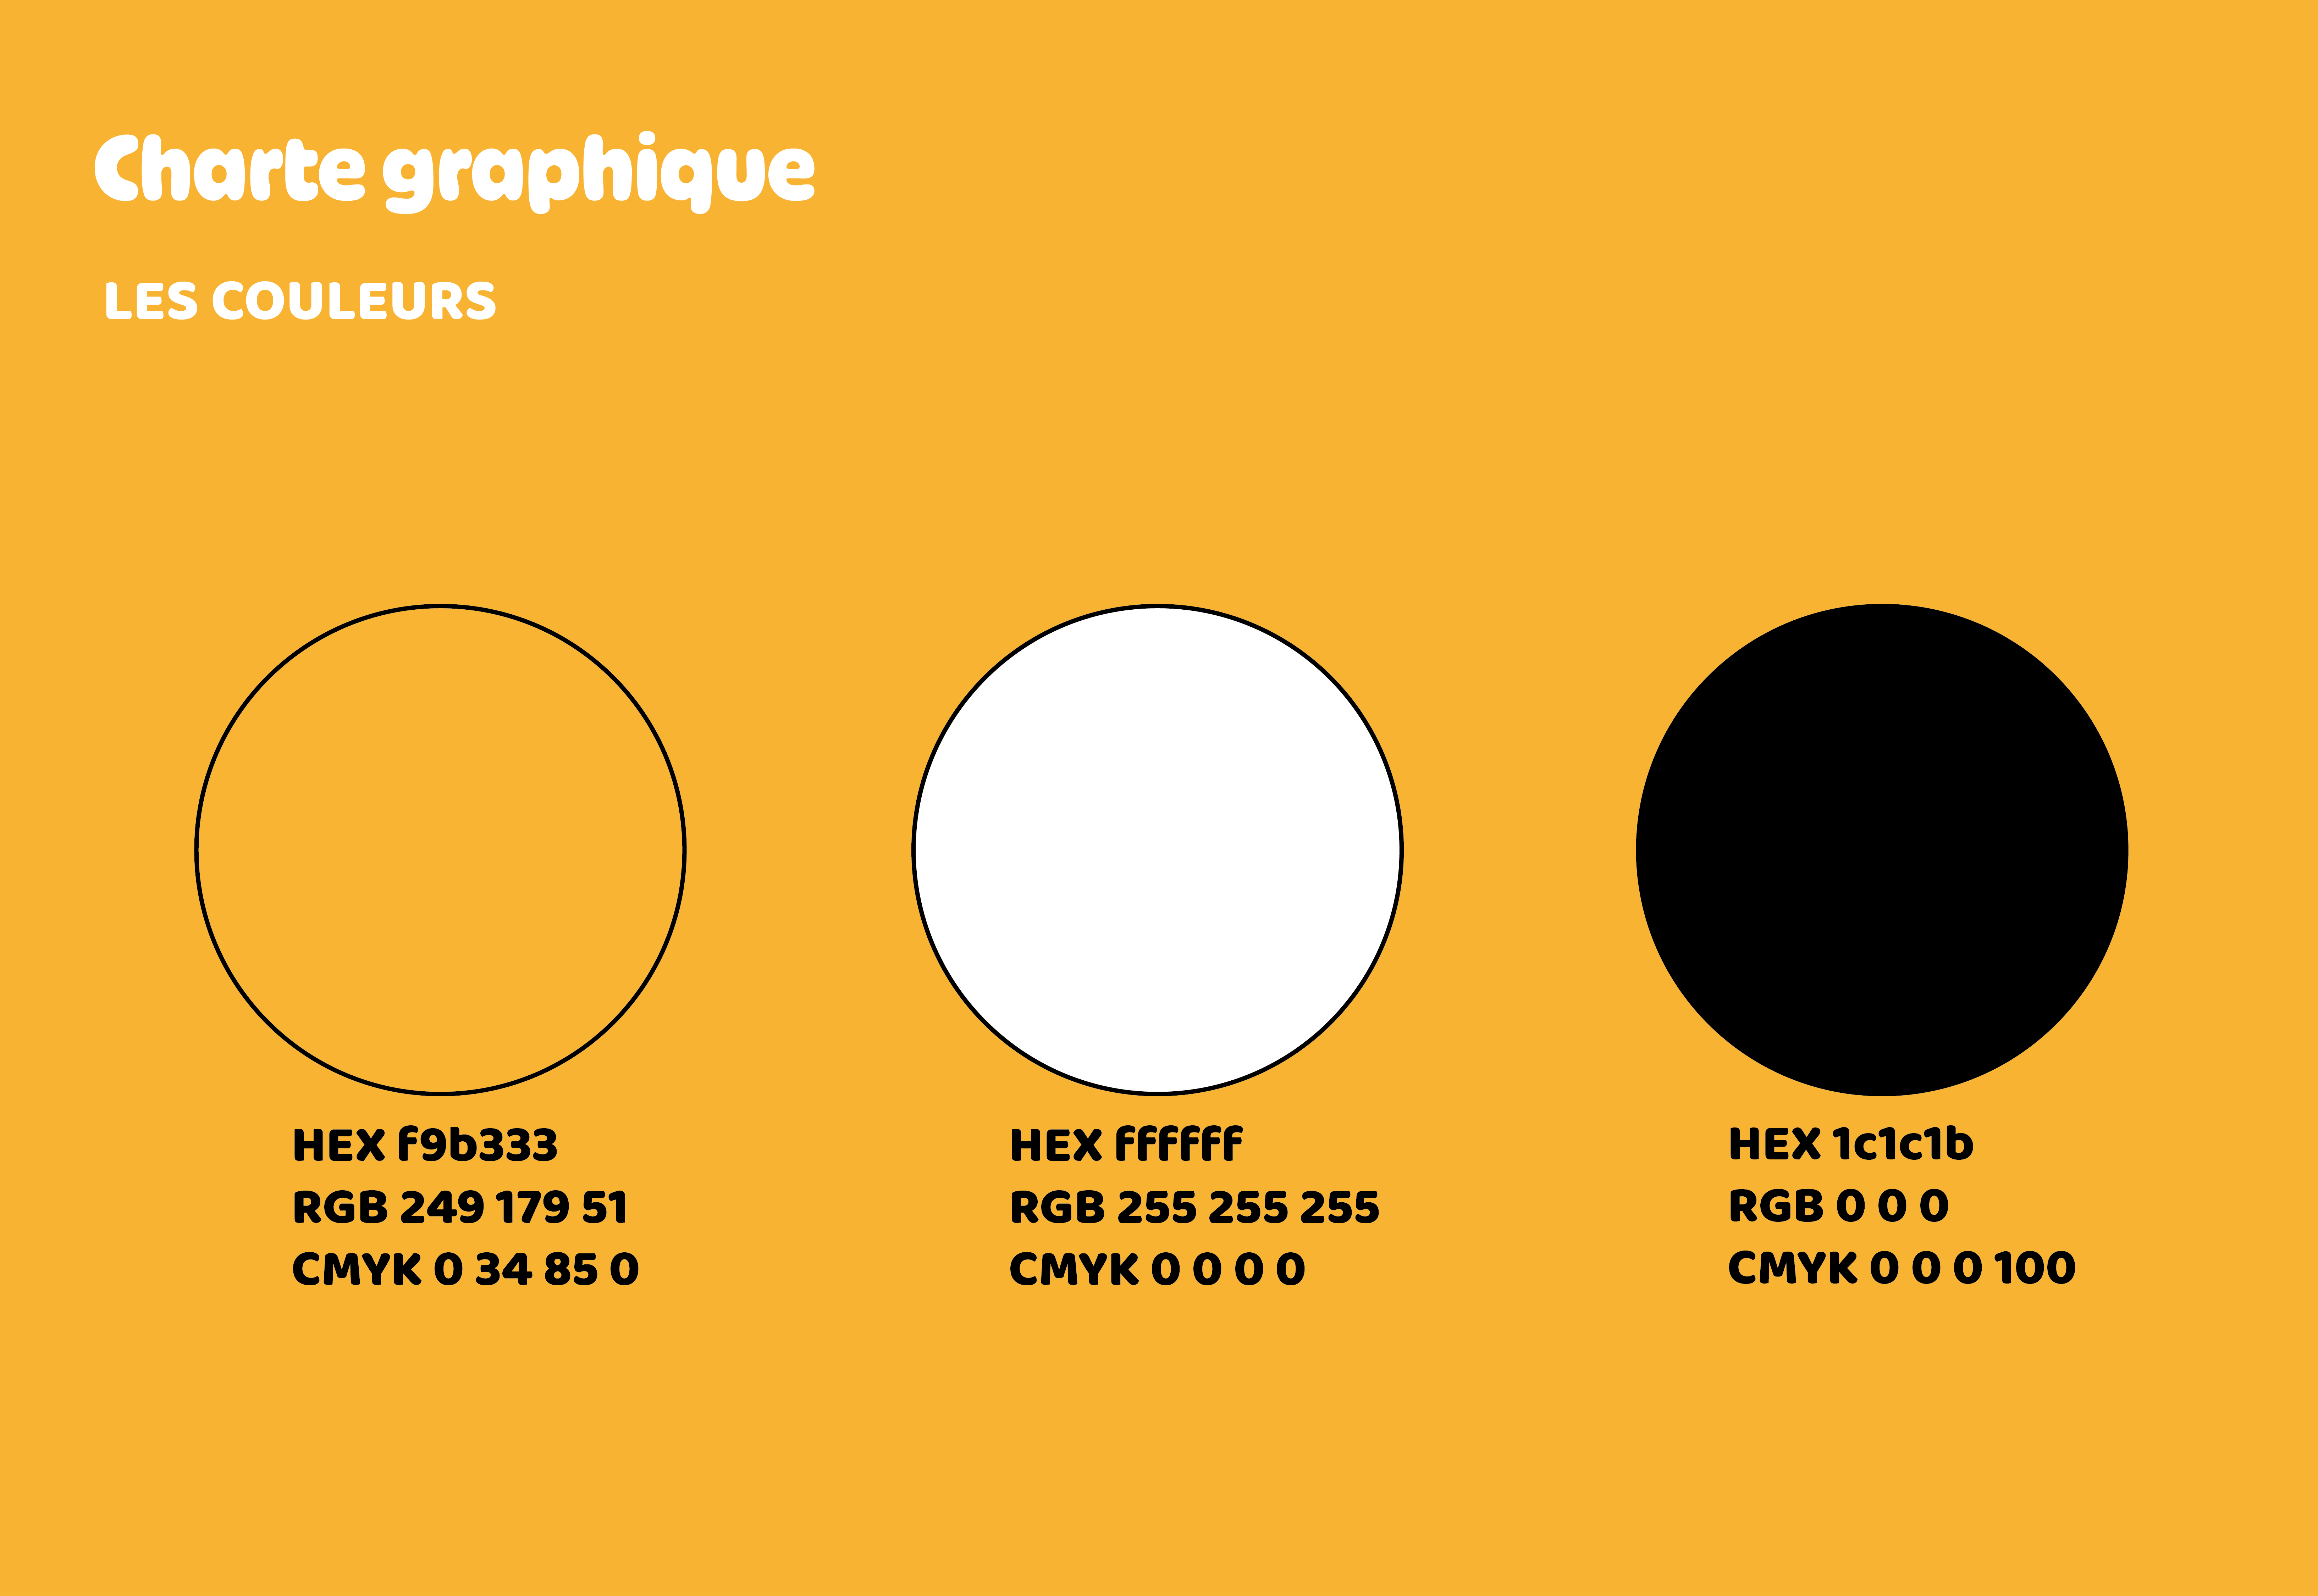 Charte graphique
LES COULEURS
HEX f9b333
RGB 249 179 51
CMYK 0 34 85 0
HEX ffffff
RGB 255 255 255
CMYK 0 0 0 0
HEX 1c1c1b
RGB 0 0 0
CMYK 0 0 0 100